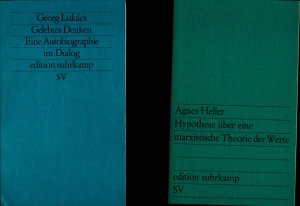 Georg Lukács
Gelebtes Denken
Eine Autobiographie
im Dialog
edition suhrkamp
SV
Agnes Heller
Hypothese über eine
marxistische Theorie der Werte
edition suhrkamp
SV